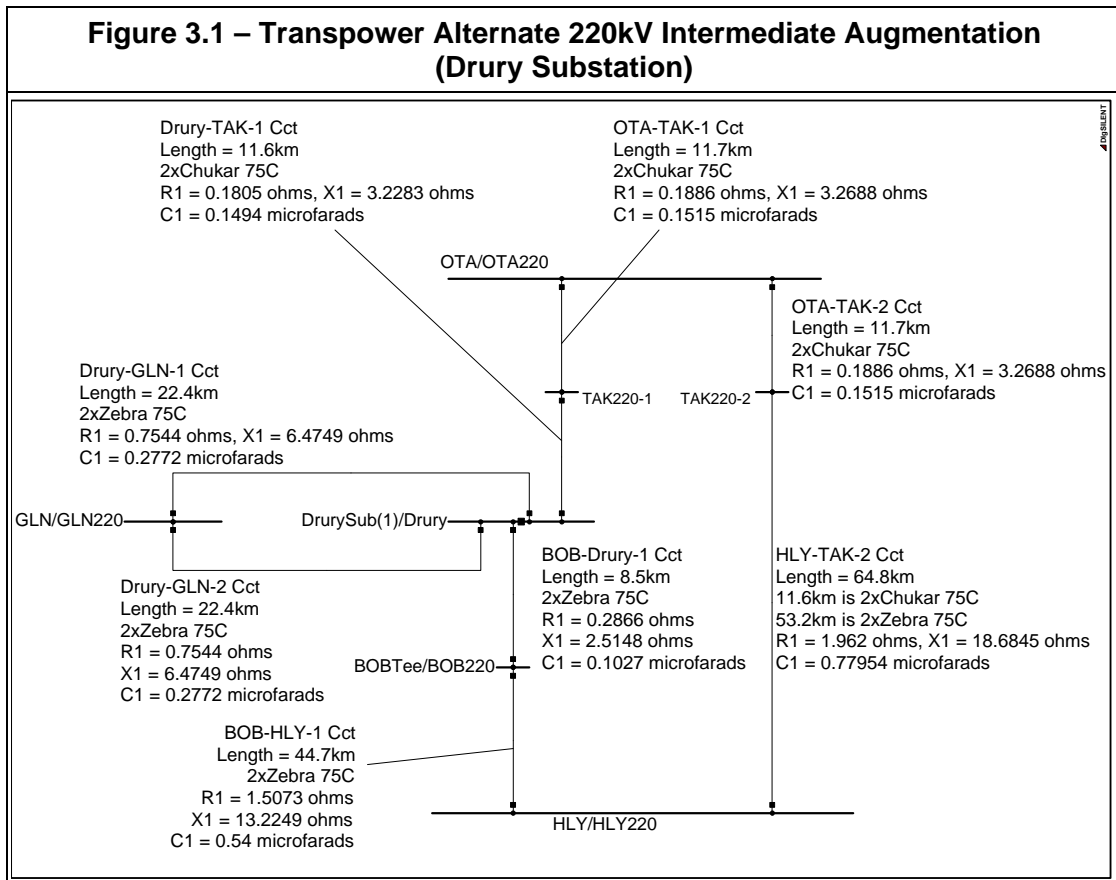 Figure 3.1 – Transpower Alternate 220kV Intermediate Augmentation
(Drury Substation)
DIgSILENT
Drury-TAK-1 Cct
Length = 11.6km
2xChukar 75C
R1 = 0.1805 ohms, X1 = 3.2283 ohms
C1 = 0.1494 microfarads
OTA-TAK-1 Cct
Length = 11.7km
2xChukar 75C
R1 = 0.1886 ohms, X1 = 3.2688 ohms
C1 = 0.1515 microfarads
OTA/OTA220
OTA-TAK-2 Cct
Length = 11.7km
2xChukar 75C
R1 = 0.1886 ohms, X1 = 3.2688 ohms
C1 = 0.1515 microfarads
Drury-GLN-1 Cct
Length = 22.4km
2xZebra 75C
R1 = 0.7544 ohms, X1 = 6.4749 ohms
C1 = 0.2772 microfarads
TAK220-1
TAK220-2
GLN/GLN220
DrurySub(1)/Drury
Drury-GLN-2 Cct
Length = 22.4km
2xZebra 75C
R1 = 0.7544 ohms
X1 = 6.4749 ohms
C1 = 0.2772 microfarads
BOB-Drury-1 Cct
Length = 8.5km
2xZebra 75C
R1 = 0.2866 ohms
X1 = 2.5148 ohms
C1 = 0.1027 microfarads
HLY-TAK-2 Cct
Length = 64.8km
11.6km is 2xChukar 75C
53.2km is 2xZebra 75C
R1 = 1.962 ohms, X1 = 18.6845 ohms
C1 = 0.77954 microfarads
BOBTee/BOB220
BOB-HLY-1 Cct
Length = 44.7km
2xZebra 75C
R1 = 1.5073 ohms
X1 = 13.2249 ohms
C1 = 0.54 microfarads
HLY/HLY220